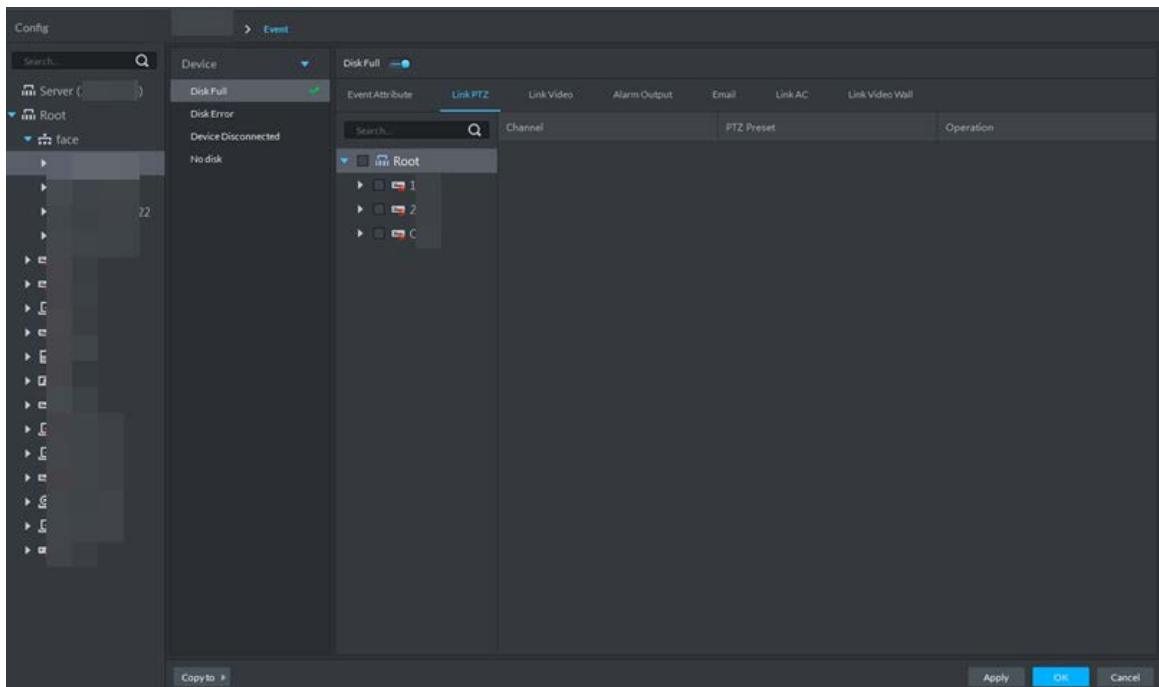 Config
> Event
Search...
Server ( )
Root
face
22
Device
Disk Full
Disk Error
Device Disconnected
No disk
Disk Full
Event Attribute Link PTZ Link Video Alarm Output Email Link AC Link Video Wall
Search...
Channel PTZ Preset Operation
Root
1
2
C
Copy to
Apply OK Cancel